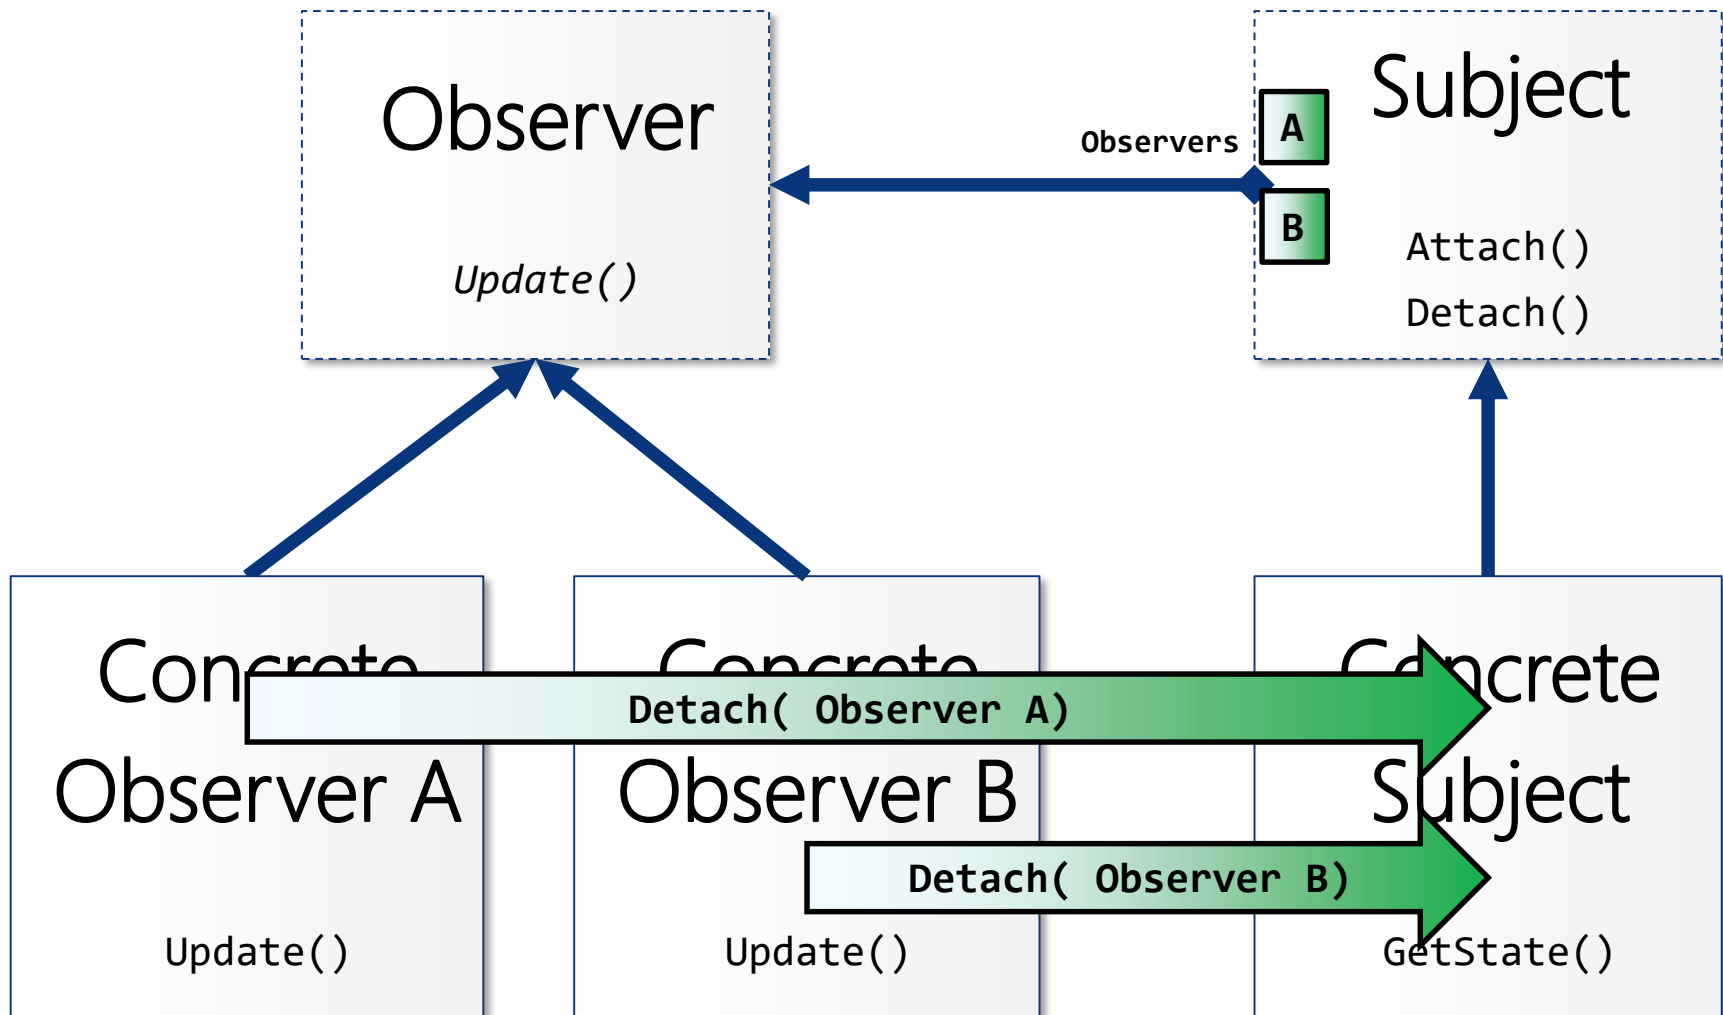 Observer
Update()
Observers
A
B
Subject
Attach()
Detach()
Concrete
Observer A
Update()
Concrete
Observer B
Update()
Concrete
Subject
GetState()
Detach( Observer A)
Detach( Observer B)